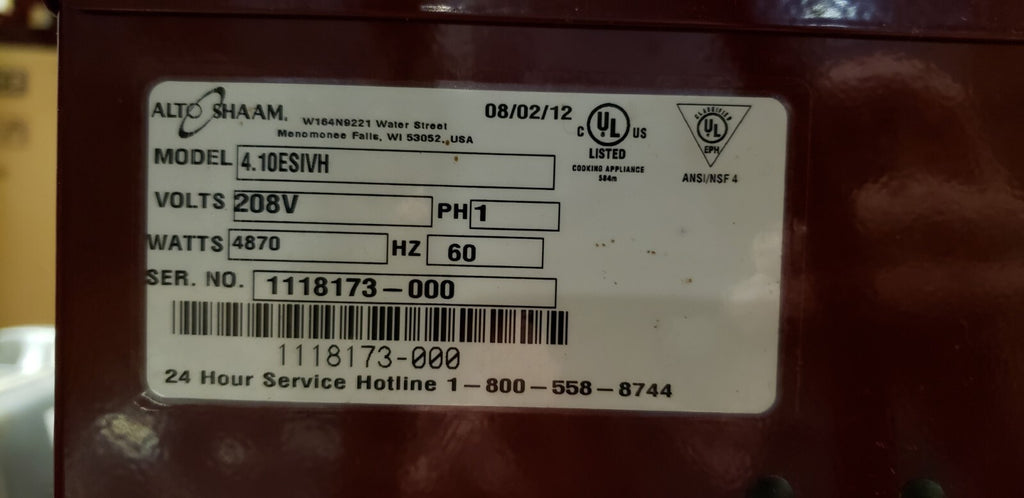 ALTO SHAAM.
W164N9221 Water Street
Menomonee Falls, WI 53052, USA
08/02/12
C UL US
LISTED
COOKING APPLIANCE
584m
CLASSIFIED
UL
EPH
ANSI/NSF 4
MODEL 4.10ESIVH
VOLTS 208V PH 1
WATTS 4870 HZ 60
SER. NO. 1118173-000
1118173-000
24 Hour Service Hotline 1-800-558-8744